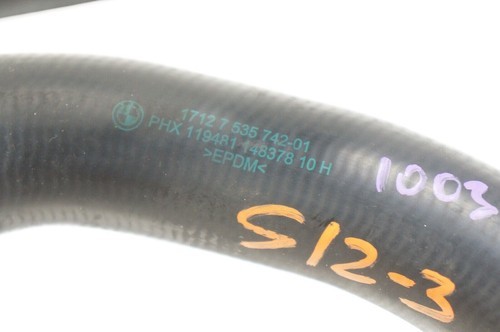 1712 7 535 742-01
PHX 119481 148378 10 H
>EPDM<
1003
S12-3